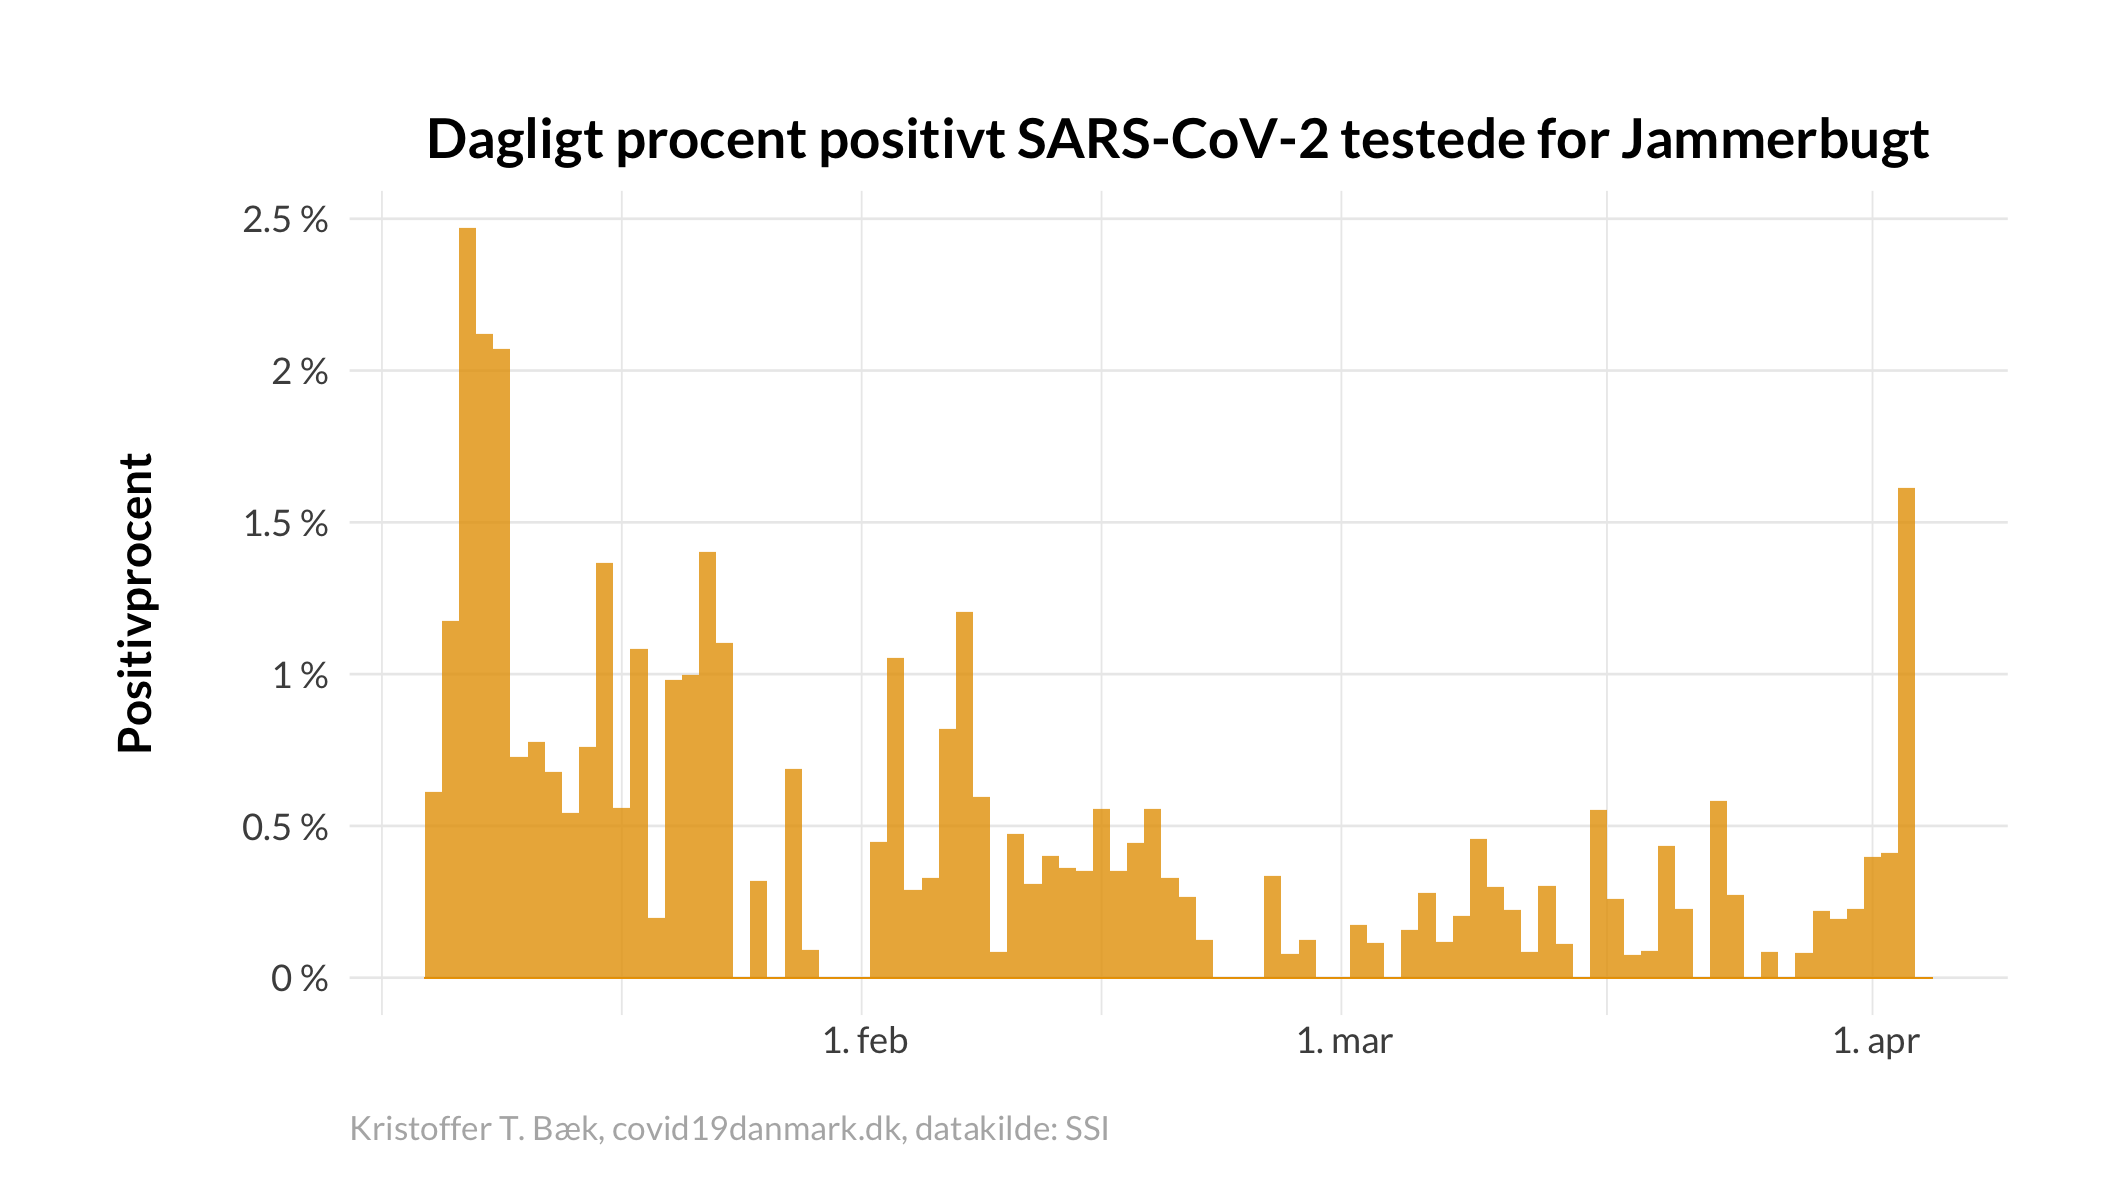 Dagligt procent positivt SARS-CoV-2 testede for Jammerbugt
Positivprocent
2.5 %
2 %
1.5 %
1 %
0.5 %
0 %
1. feb
1. mar
1. apr
Kristoffer T. Bæk, covid19danmark.dk, datakilde: SSI